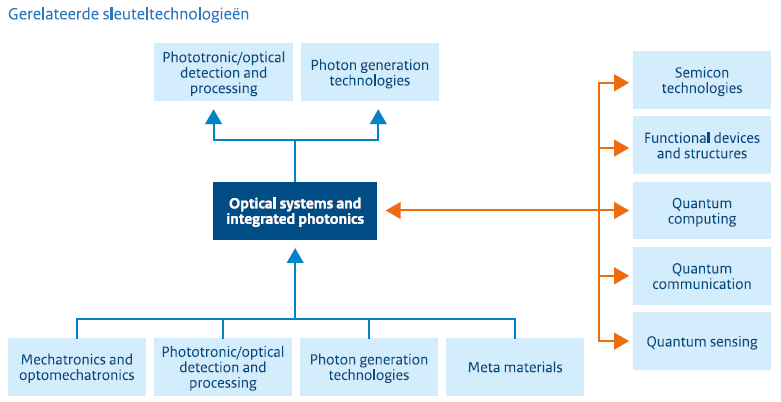 Gerelateerde sleuteltechnologieën
Phototronic/optical
detection and
processing
Photon generation
technologies
Semicon
technologies
Functional devices
and structures
Optical systems and
integrated photonics
Quantum
computing
Quantum
communication
Quantum sensing
Mechatronics and
optomechatronics
Phototronic/optical
detection and
processing
Photon generation
technologies
Meta materials